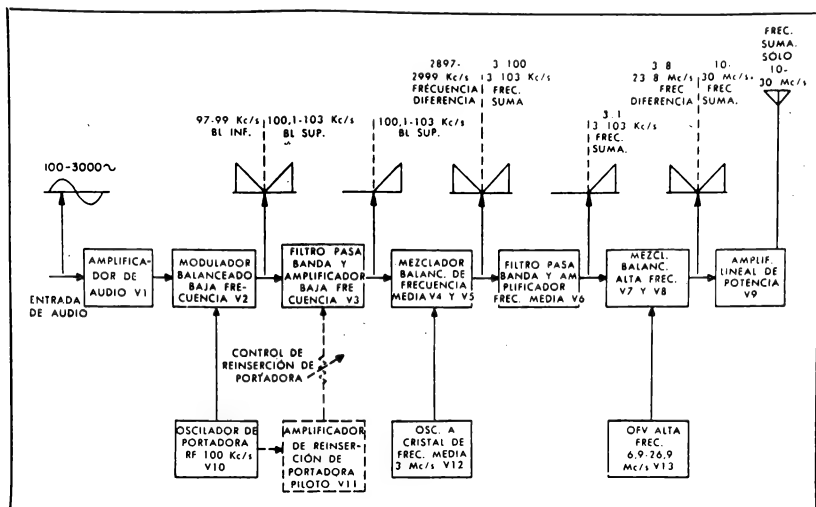 FREC.
SUMA.
SÓLO
10-
30 Mc/s
2897-
2999 Kc/s
FRECUENCIA
DIFERENCIA
3 100
3 103 Kc/s
FREC.
SUMA
3 8
23 8 Mc/s
FREC
DIFERENCIA
10-
30 Mc/s.
FREC
SUMA.
97-99 Kc/s
BL INF.
100,1-103 Kc/s
BL SUP.
100,1-103 Kc/s
BL SUP.
3.1
3 103 Kc/s
FREC.
SUMA.
100-3000~
ENTRADA
DE AUDIO
AMPLIFICA-
DOR DE
AUDIO V1
MODULADOR
BALANCEADO
BAJA FRE-
CUENCIA V2
FILTRO PASA
BANDA Y
AMPLIFICADOR
BAJA FRE
CUENCIA V3
MEZCLADOR
BALANC. DE
FRECUENCIA
MEDIA V4 Y V5
FILTRO PASA
BANDA Y AM
PLIFICADOR
FREC. MEDIA V6
MEZCL.
BALANC.
ALTA FREC.
V7 Y V8
AMPLIF.
LINEAL DE
POTENCIA
V9
CONTROL DE
REINSERCIÓN DE
PORTADORA
OSCILADOR DE
PORTADORA
RF 100 Kc/s
V10
AMPLIFICADOR
DE REINSER-
CIÓN DE
PORTADORA
PILOTO V11
OSC. A
CRISTAL DE
FREC. MEDIA
3 Mc/s V12
OFV ALTA
FREC.
6,9-26,9
Mc/s V13